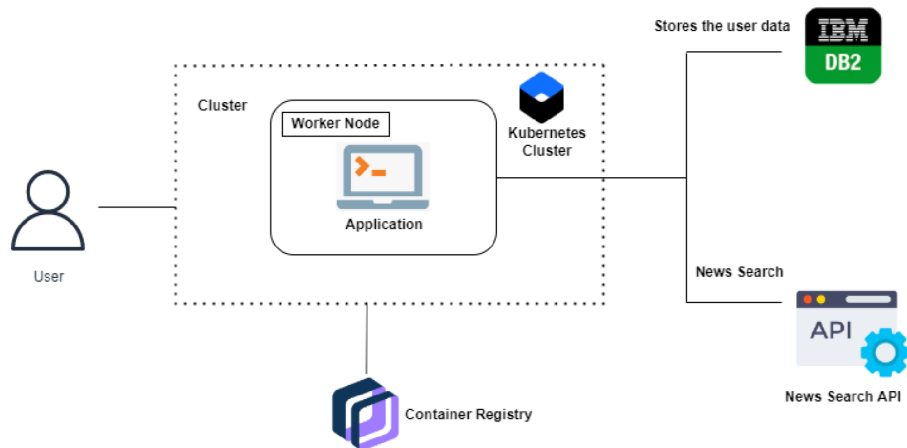 Stores the user data
IBM
DB2
Cluster
Worker Node
Kubernetes
Cluster
Application
User
News Search
API
News Search API
Container Registry